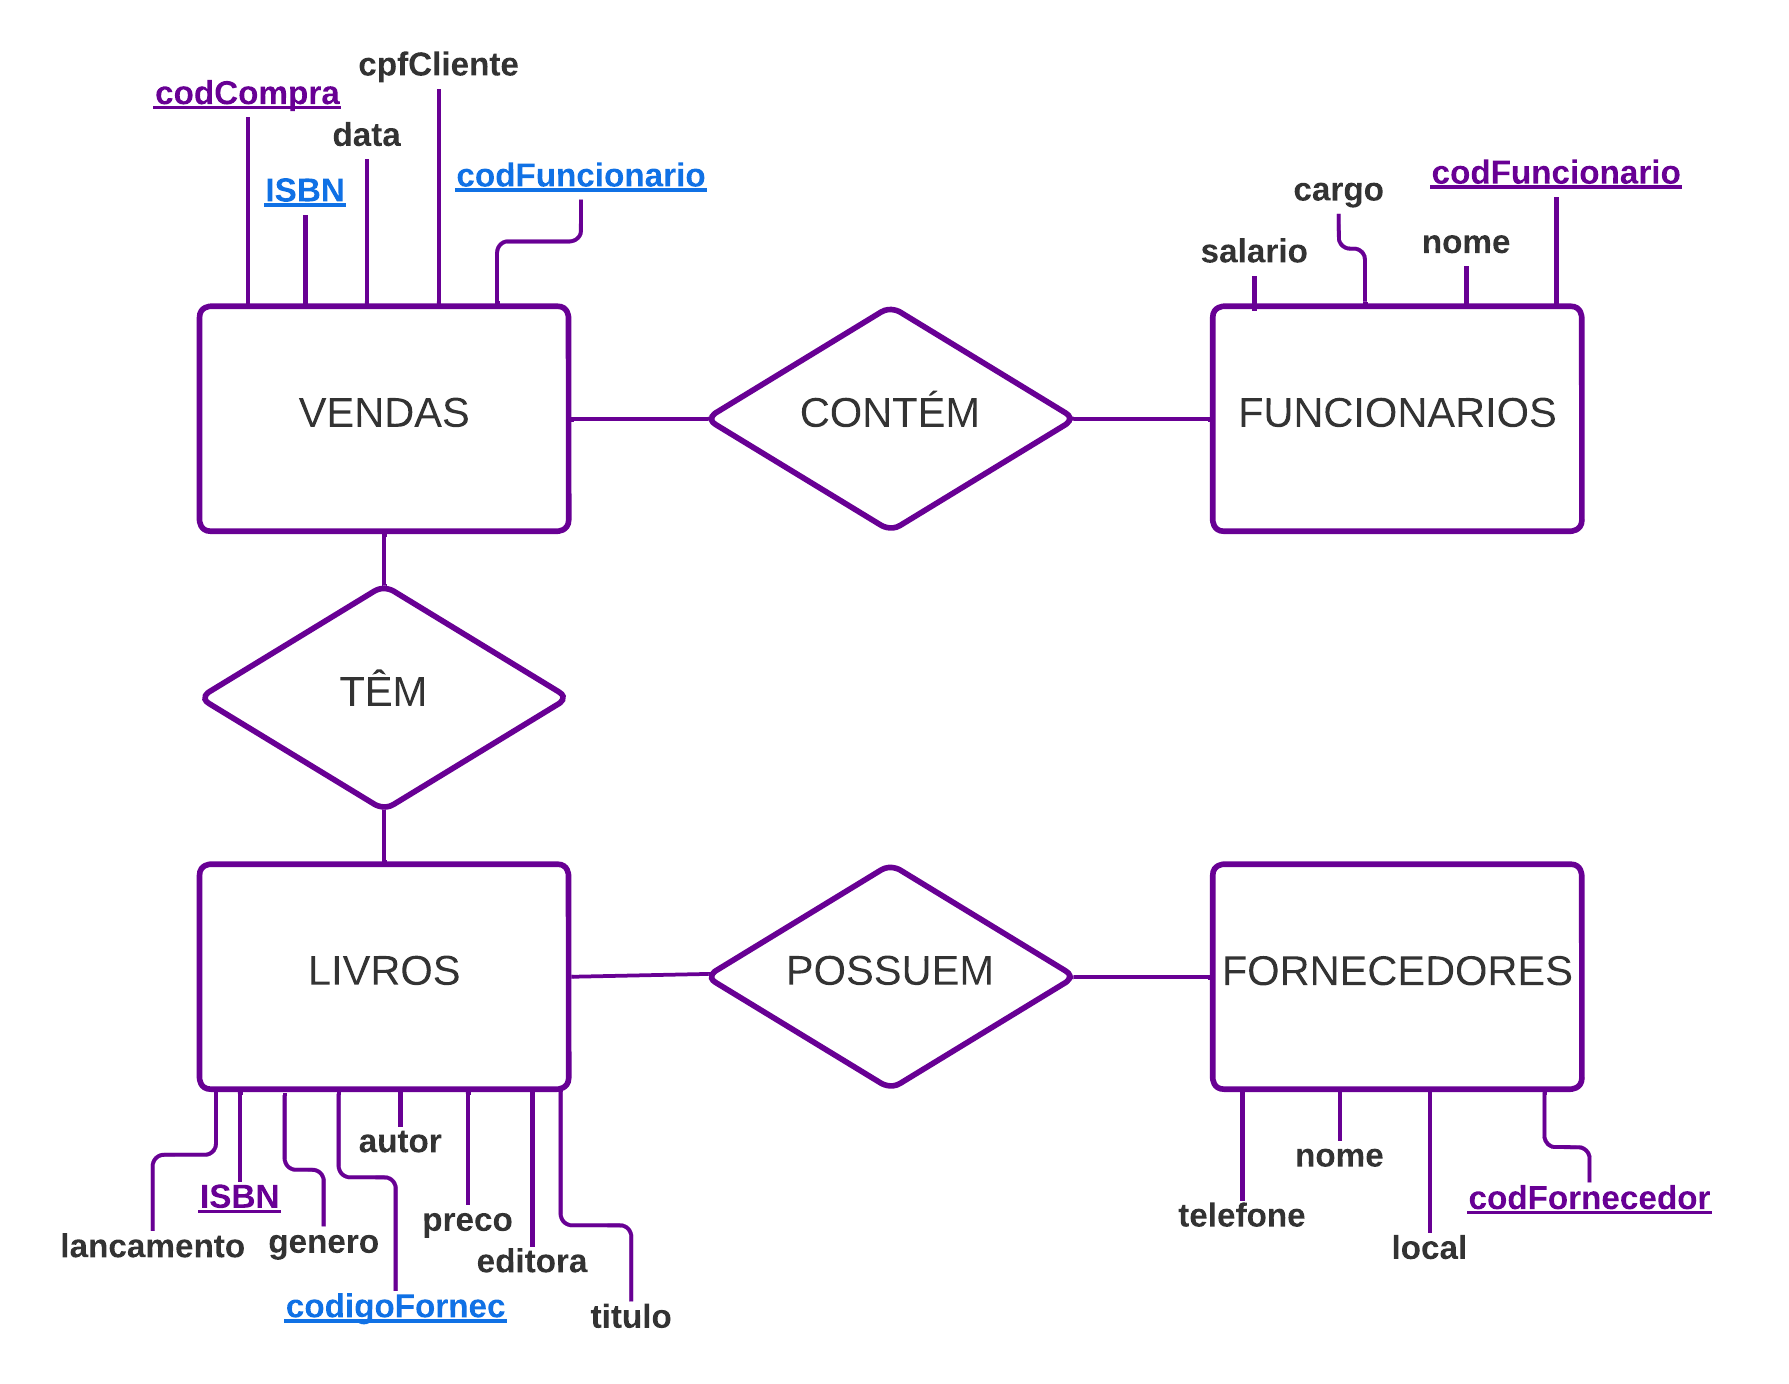 cpfCliente
codCompra
data
codFuncionario
ISBN
codFuncionario
cargo
nome
salario
VENDAS
CONTÉM
FUNCIONARIOS
TÊM
LIVROS
POSSUEM
FORNECEDORES
autor
nome
ISBN
codFornecedor
telefone
preco
lancamento
genero
local
editora
codigoFornec
titulo